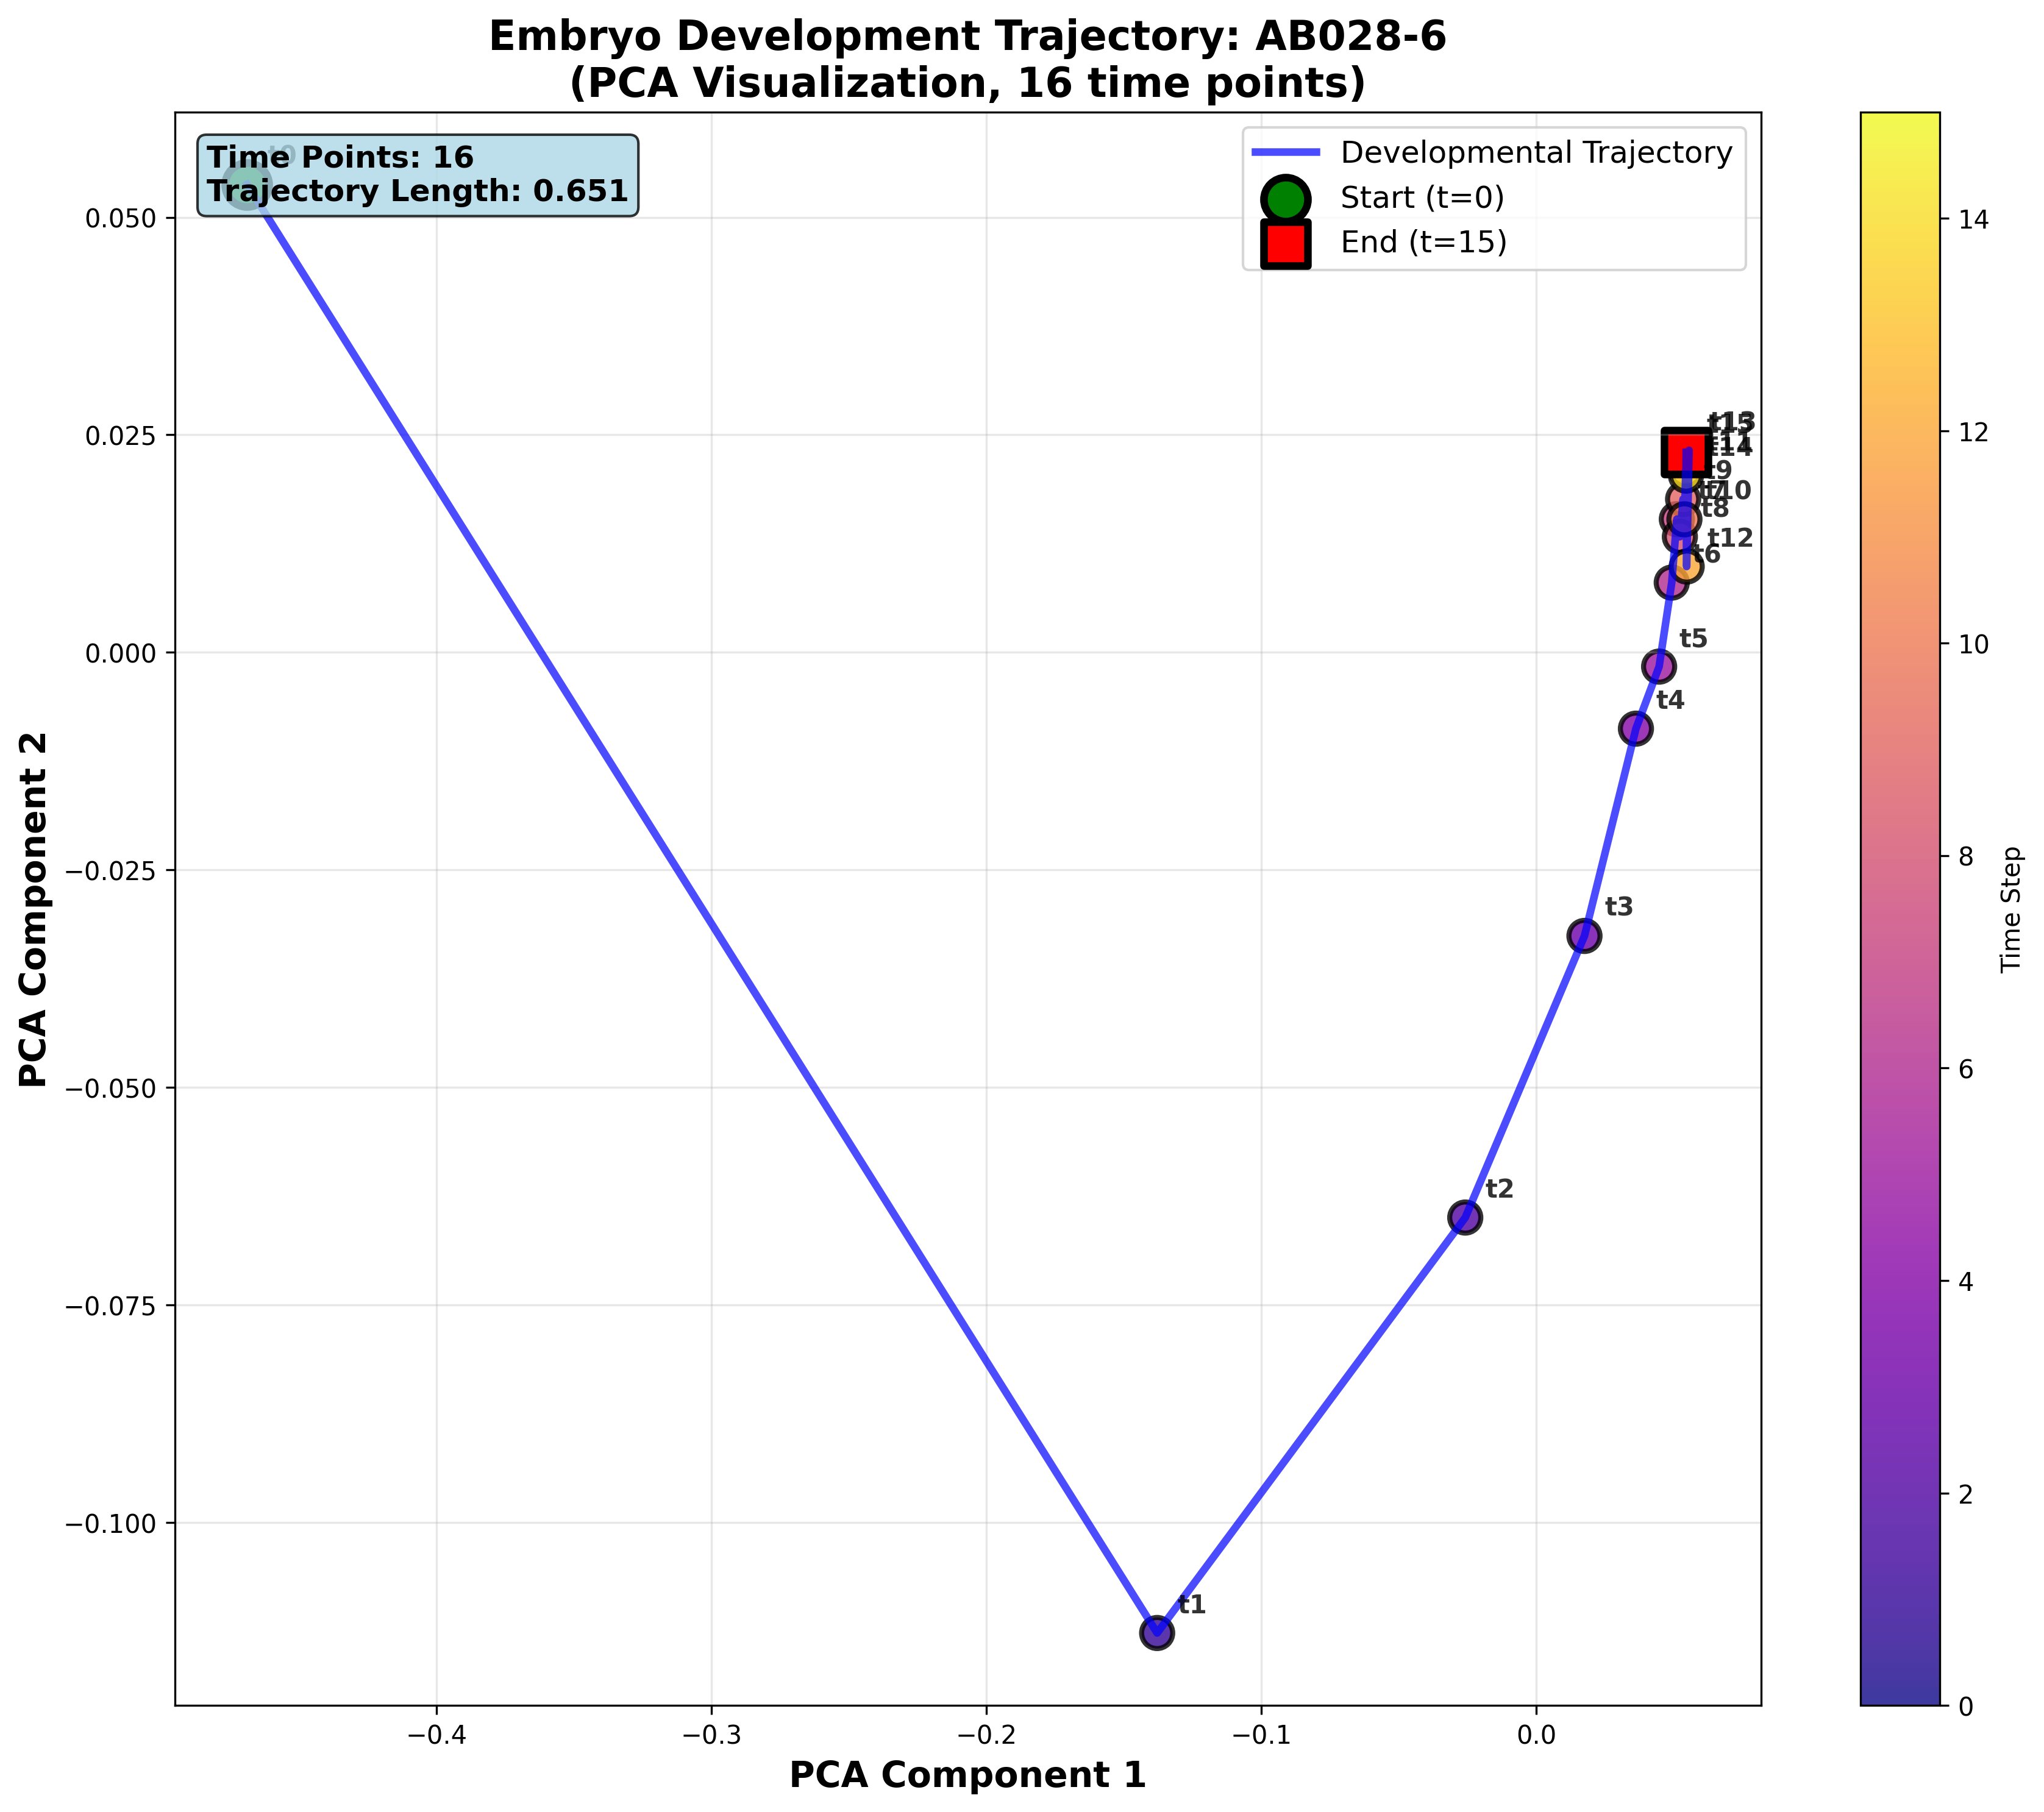 Embryo Development Trajectory: AB028-6
(PCA Visualization, 16 time points)
Time Points: 16
Trajectory Length: 0.651
Developmental Trajectory
Start (t=0)
End (t=15)
t9
t10
t8
t12
t6
t5
t4
t3
t2
t1
0.050
0.025
0.000
−0.025
−0.050
−0.075
−0.100
−0.4
−0.3
−0.2
−0.1
0.0
PCA Component 1
PCA Component 2
14
12
10
8
6
4
2
0
Time Step